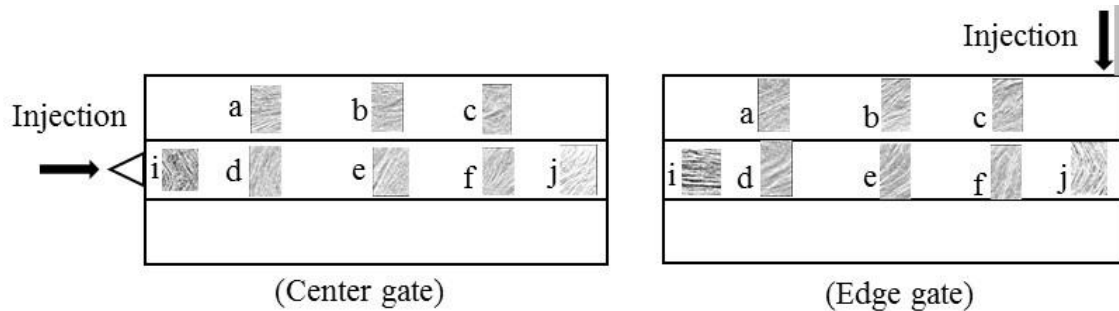 Injection
a b c
i d e f j
(Center gate)
Injection
a b c
i d e f j
(Edge gate)